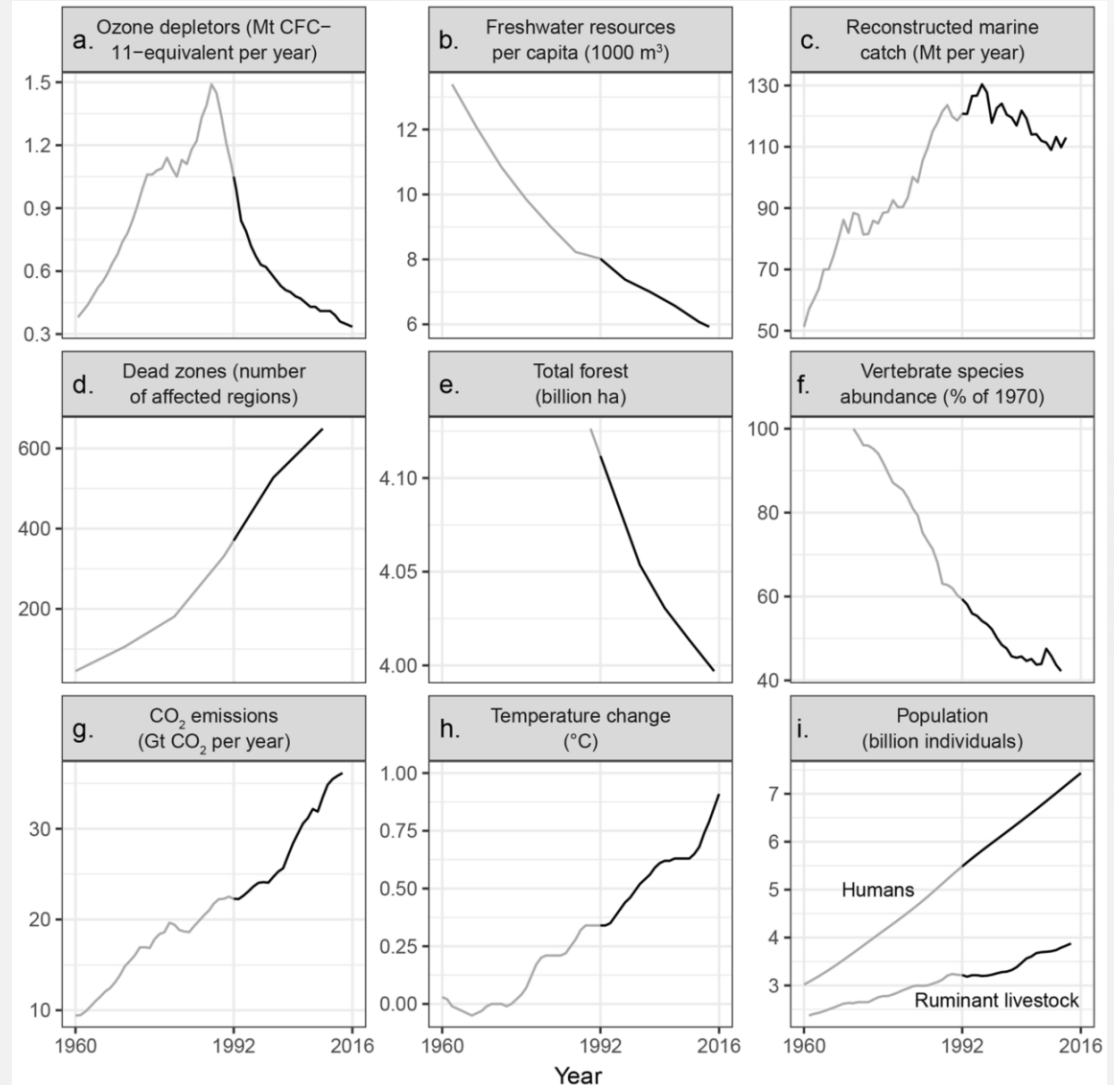 a. Ozone depletors (Mt CFC−
11−equivalent per year)
b. Freshwater resources
per capita (1000 m³)
c. Reconstructed marine
catch (Mt per year)
1.5
1.2
0.9
0.6
0.3
12
10
8
6
130
110
90
70
50
d. Dead zones (number
of affected regions)
e. Total forest
(billion ha)
f. Vertebrate species
abundance (% of 1970)
600
400
200
4.10
4.05
4.00
100
80
60
40
g. CO₂ emissions
(Gt CO₂ per year)
h. Temperature change
(°C)
i. Population
(billion individuals)
30
20
10
1.00
0.75
0.50
0.25
0.00
7
6
5
4
3
Humans
Ruminant livestock
1960 1992 2016
1960 1992 2016
1960 1992 2016
Year